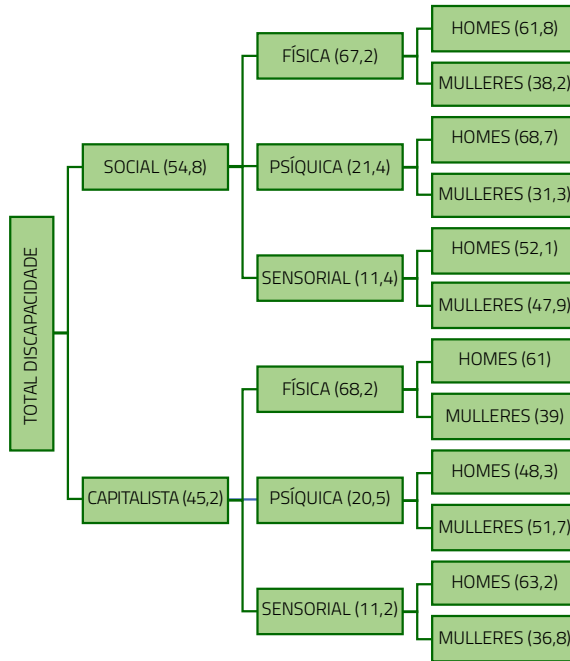 TOTAL DISCAPACIDADE
SOCIAL (54,8)
FÍSICA (67,2)
HOMES (61,8)
MULLERES (38,2)
PSÍQUICA (21,4)
HOMES (68,7)
MULLERES (31,3)
SENSORIAL (11,4)
HOMES (52,1)
MULLERES (47,9)
CAPITALISTA (45,2)
FÍSICA (68,2)
HOMES (61)
MULLERES (39)
PSÍQUICA (20,5)
HOMES (48,3)
MULLERES (51,7)
SENSORIAL (11,2)
HOMES (63,2)
MULLERES (36,8)